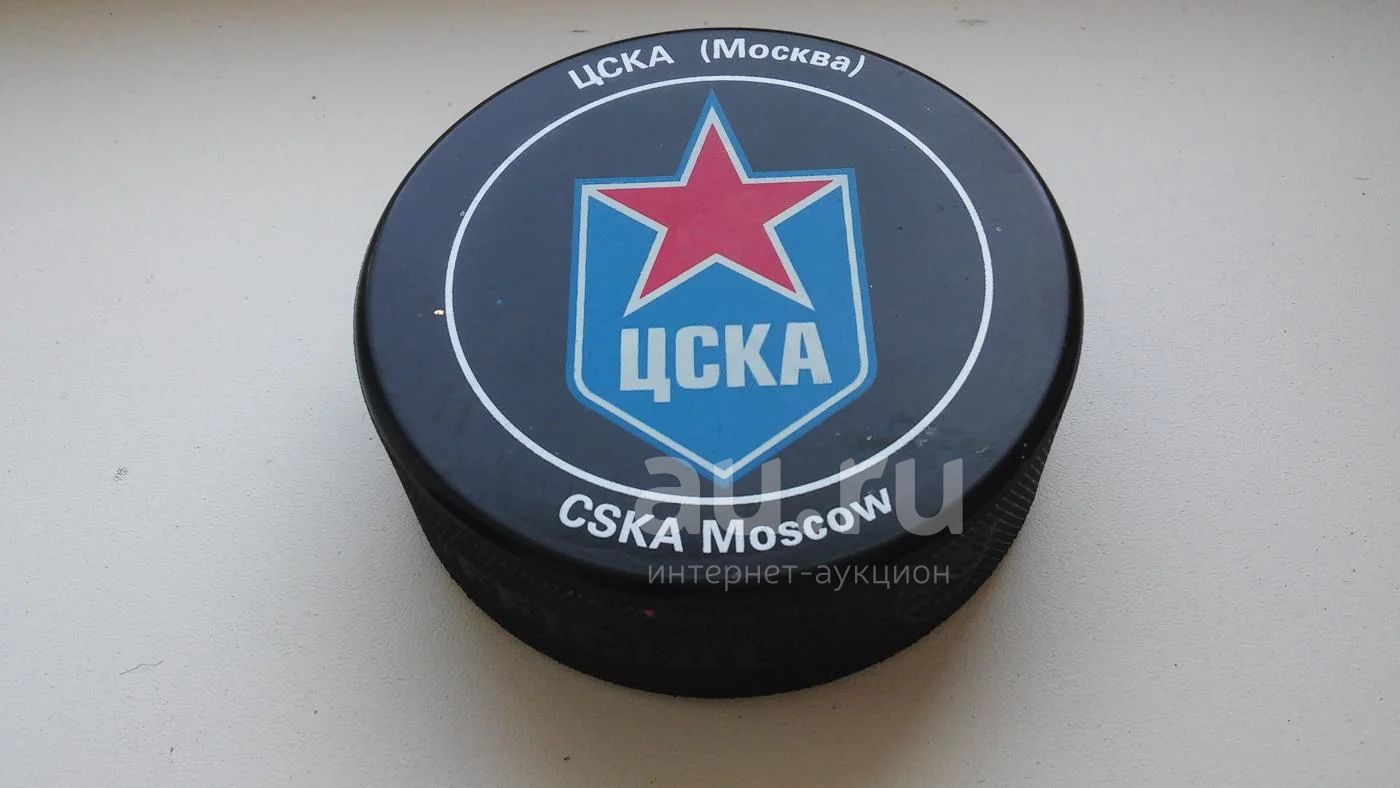 ЦСКА (Москва)
ЦСКА
CSKA Moscow
au.ru
интернет-аукцион